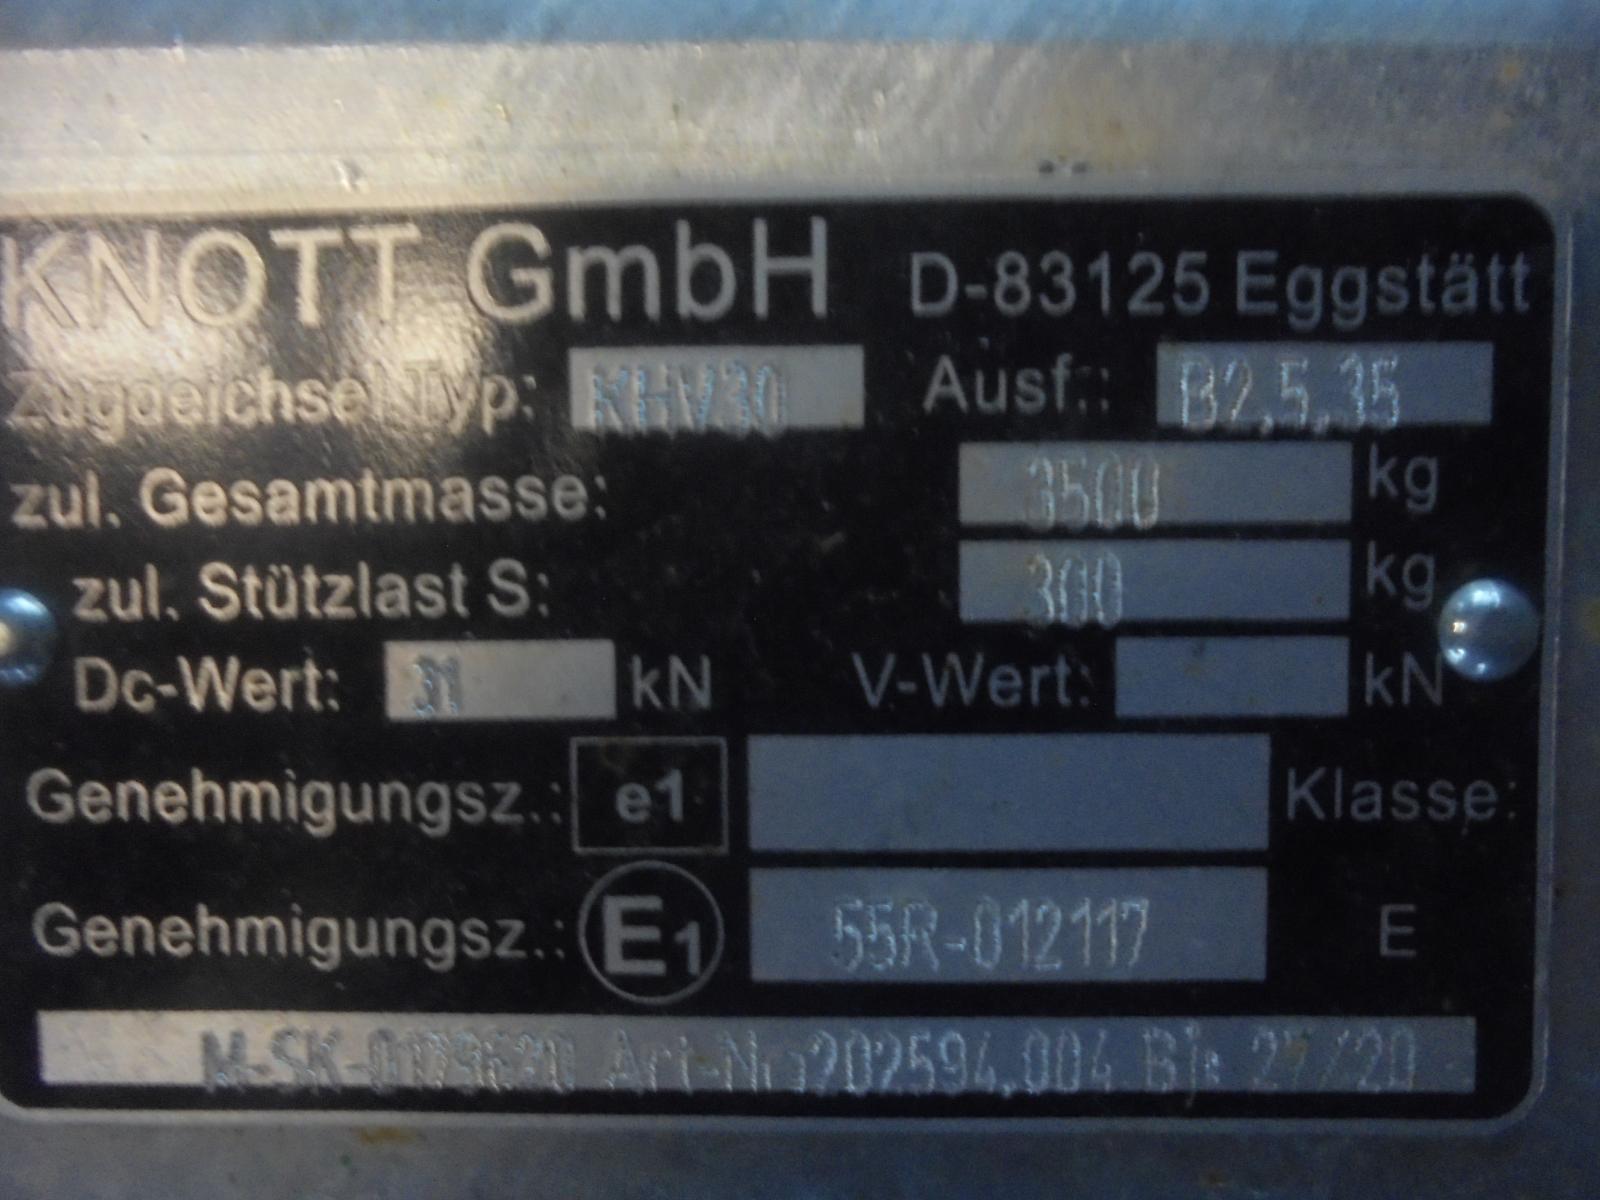 KNOTT GmbH D-83125 Eggstätt
Zugdeichsel Typ: KHV30 Ausf.: B2,5,35
zul. Gesamtmasse: 3500 kg
zul. Stützlast S: 300 kg
Dc-Wert: 31 kN V-Wert: kN
Genehmigungsz.: e1 Klasse:
Genehmigungsz.: E1 55R-012117 E
Art-Nr 202594.004 Bj: 27/20